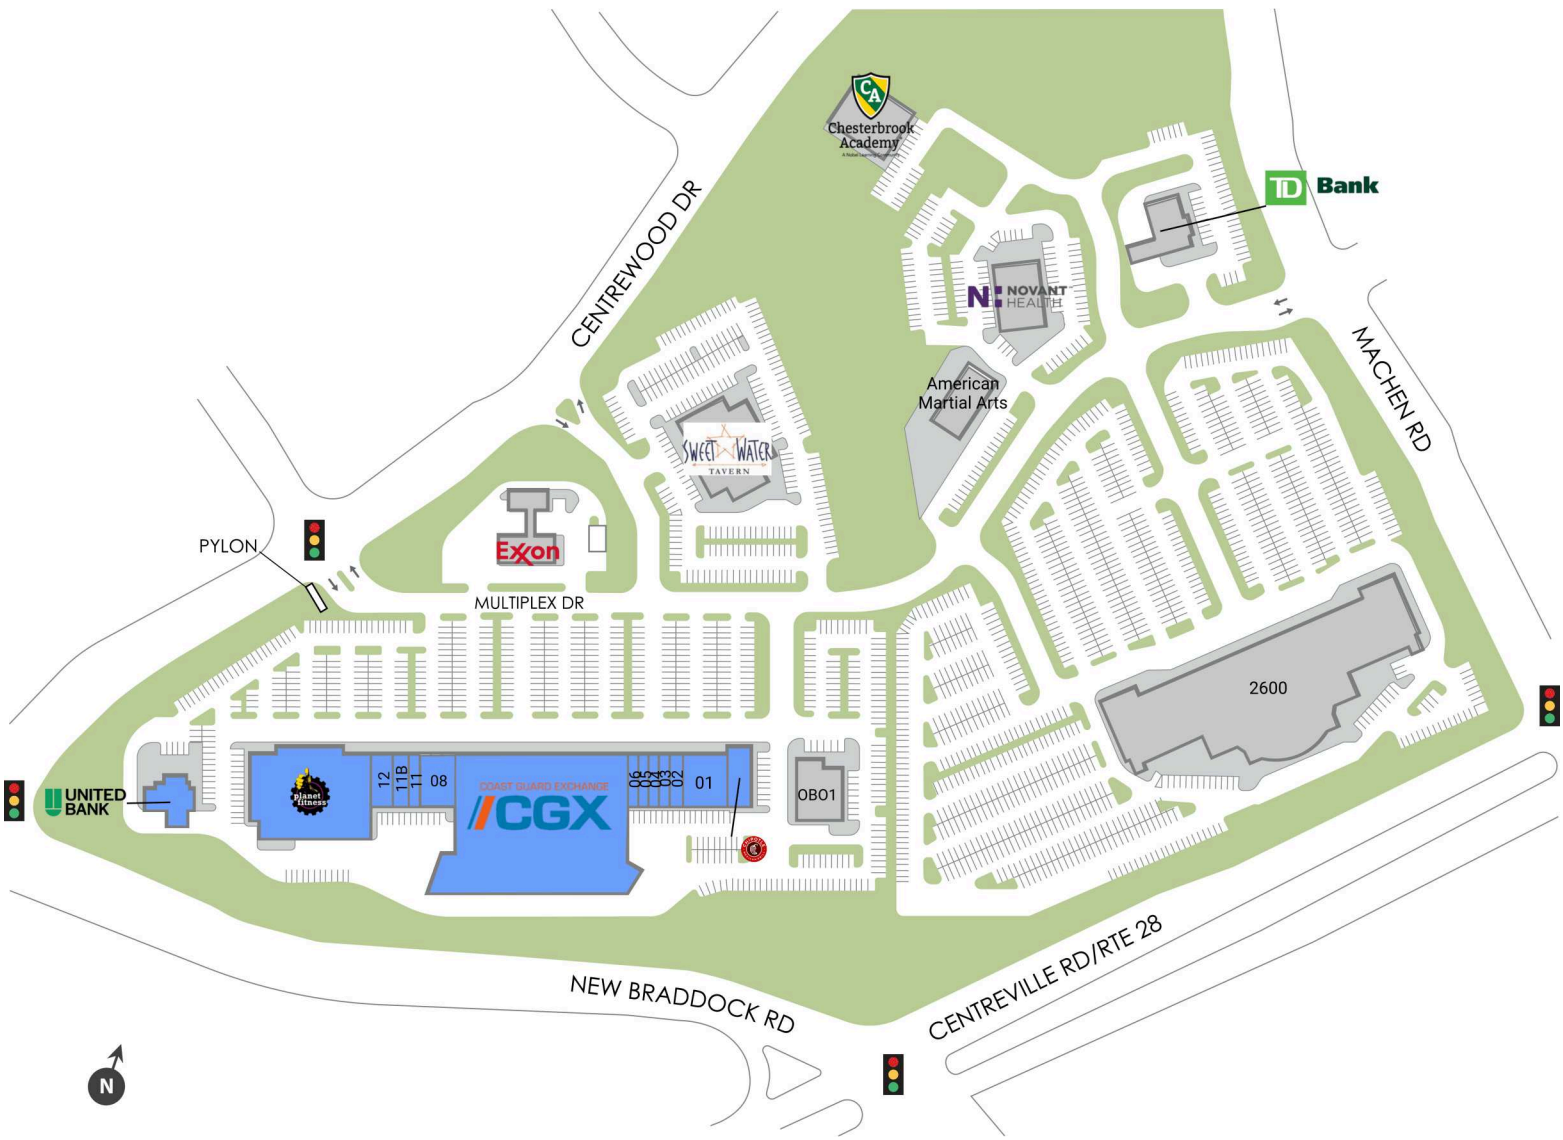 CA
Chesterbrook
Academy
TD Bank
CENTREWOOD DR
NOVANT
HEALTH
N
MACHEN RD
American
Martial Arts
SWEET WATER
TAVERN
Exxon
PYLON
MULTIPLEX DR
2600
UNITED
BANK
planet
fitness
12
11B
11
08
COAST GUARD EXCHANGE
CGX
06
05
04
03
02
01
OBO1
CENTREVILLE RD/RTE 28
NEW BRADDOCK RD
N